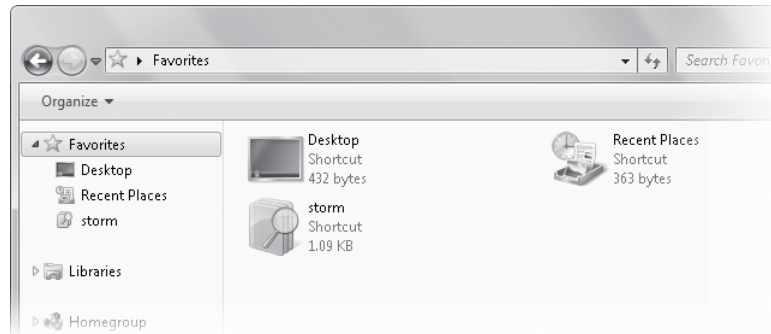 Favorites
Search Favori
Organize
Favorites
Desktop
Recent Places
storm
Libraries
Homegroup
Desktop
Shortcut
432 bytes
Recent Places
Shortcut
363 bytes
storm
Shortcut
1.09 KB